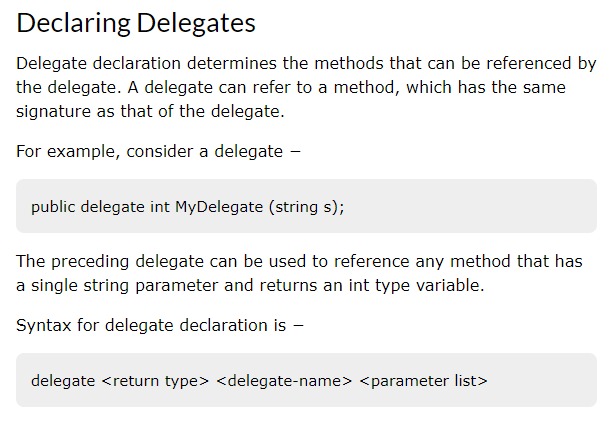 Declaring Delegates
Delegate declaration determines the methods that can be referenced by
the delegate. A delegate can refer to a method, which has the same
signature as that of the delegate.
For example, consider a delegate −
public delegate int MyDelegate (string s);
The preceding delegate can be used to reference any method that has
a single string parameter and returns an int type variable.
Syntax for delegate declaration is −
delegate <return type> <delegate-name> <parameter list>